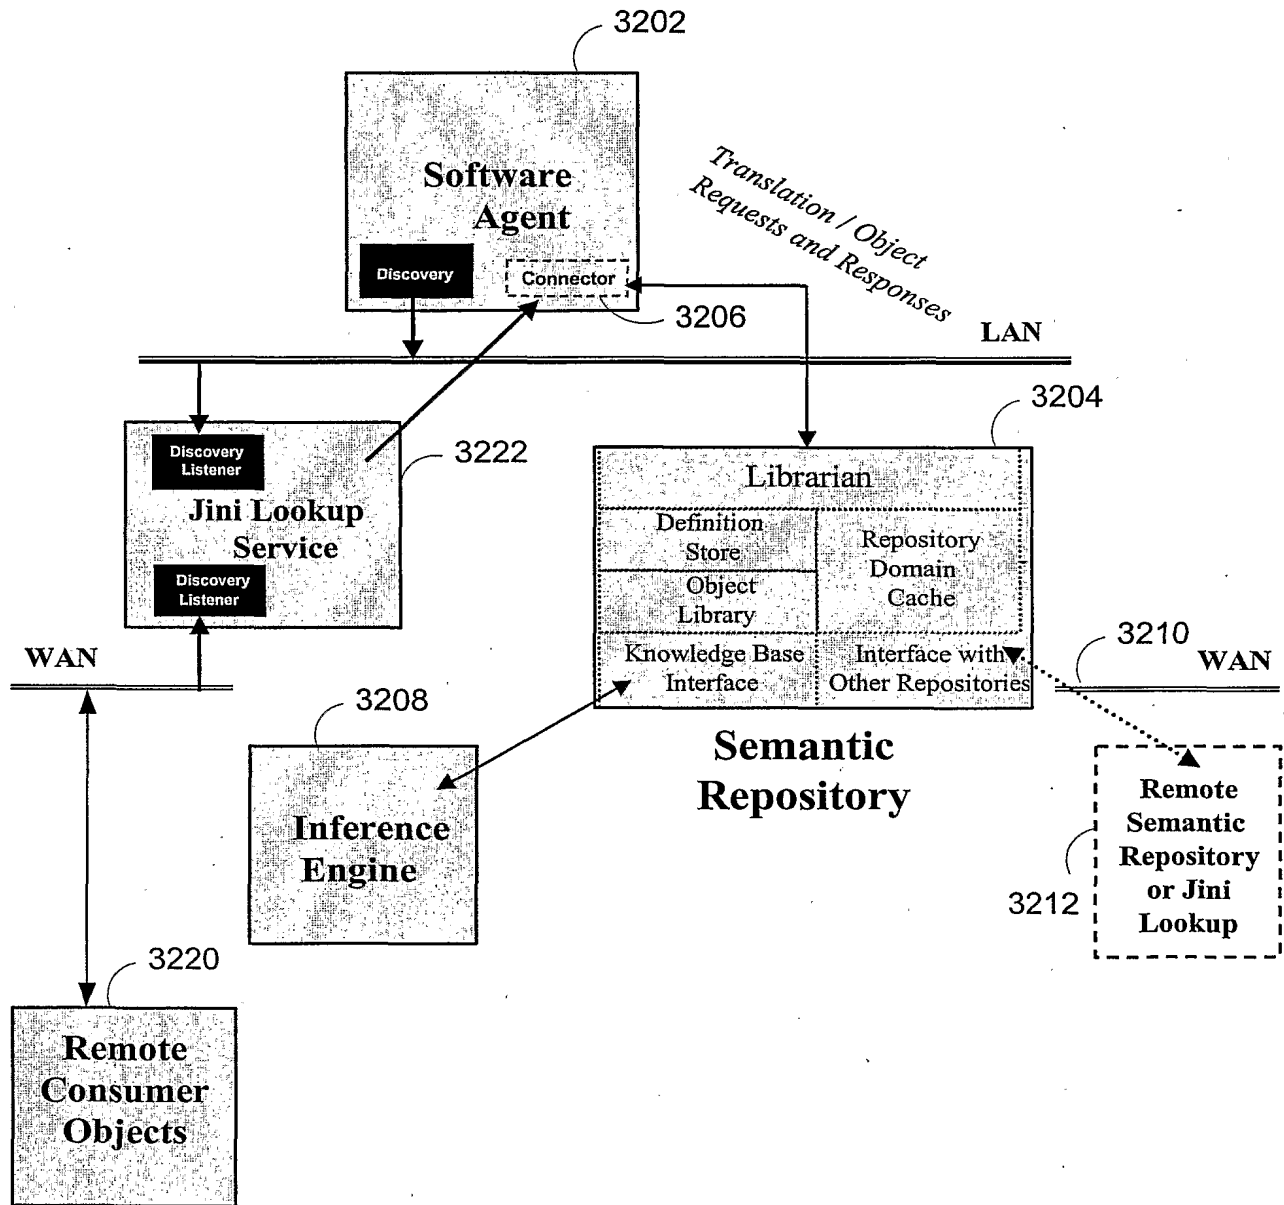 3202
Software
Agent
Discovery
Connector
3206
Translation / Object
Requests and Responses
LAN
3204
Discovery
Listener
3222
Jini Lookup
Service
Discovery
Listener
Librarian
Definition
Store
Repository
Domain
Cache
Object
Library
Knowledge Base
Interface
Interface with
Other Repositories
WAN
3210
WAN
3208
Semantic
Repository
Inference
Engine
Remote
Semantic
Repository
or Jini
Lookup
3212
3220
Remote
Consumer
Objects